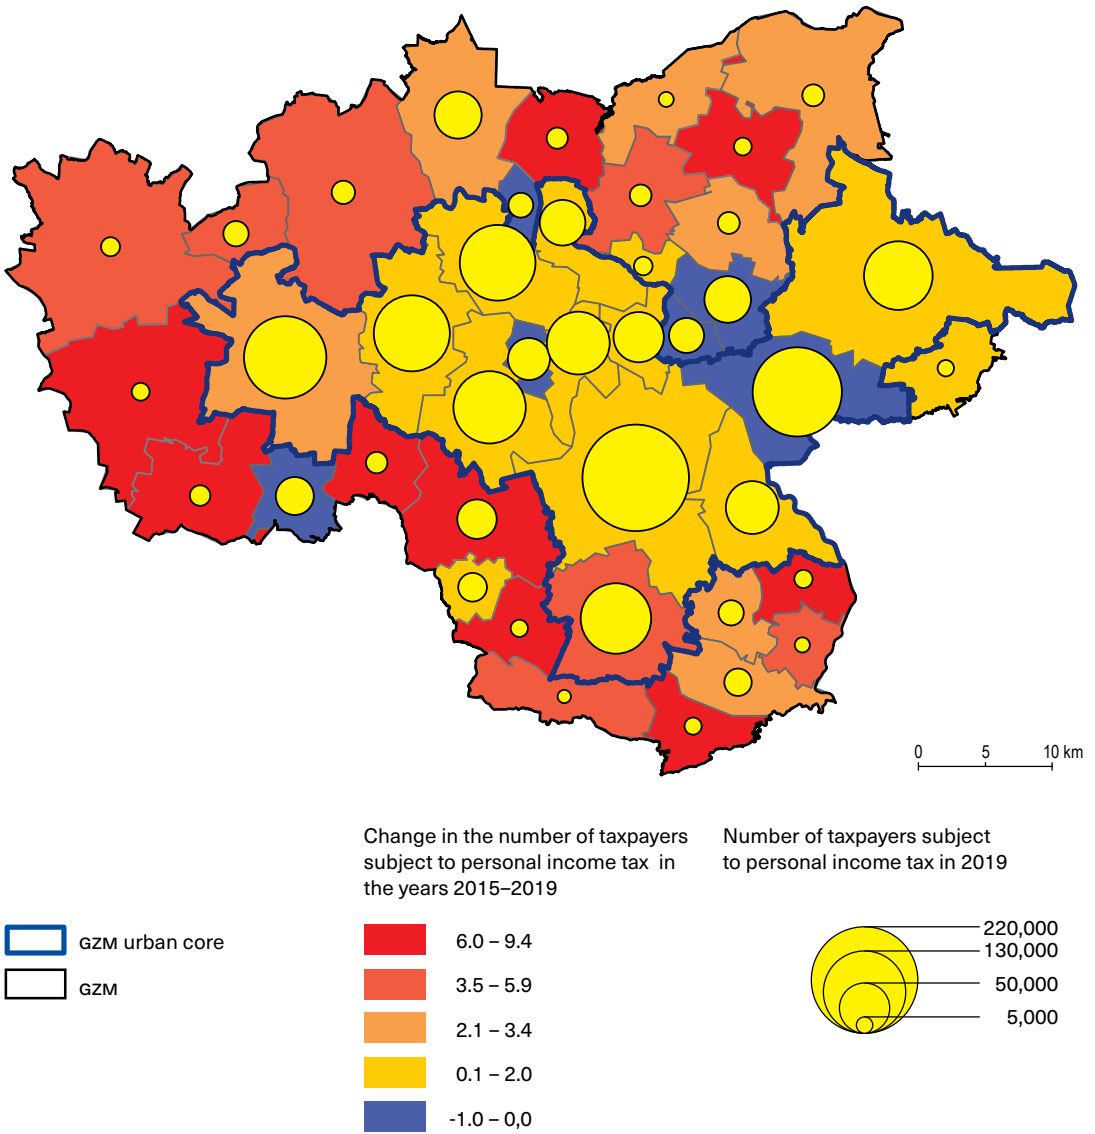 0 5 10 km
Change in the number of taxpayers
subject to personal income tax in
the years 2015–2019
Number of taxpayers subject
to personal income tax in 2019
GZM urban core
GZM
6.0 – 9.4
3.5 – 5.9
2.1 – 3.4
0.1 – 2.0
-1.0 – 0,0
220,000
130,000
50,000
5,000